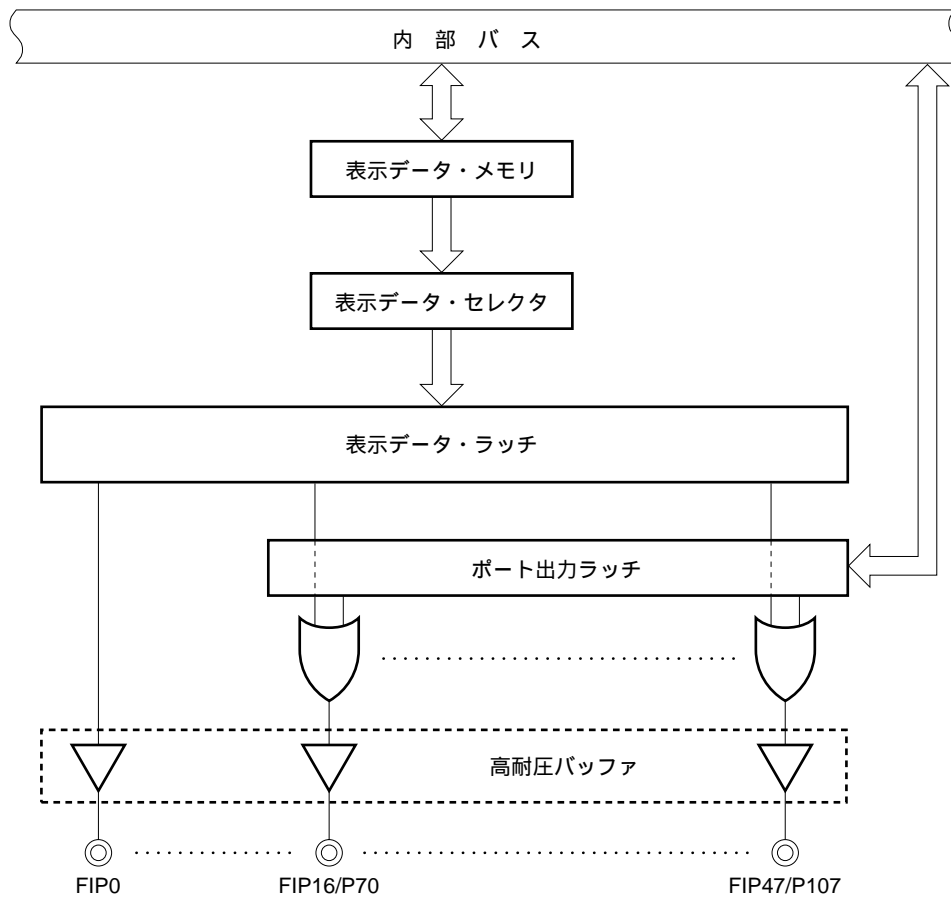 内 部 バ ス
表示データ・メモリ
表示データ・セレクタ
表示データ・ラッチ
ポート出力ラッチ
高耐圧バッファ
FIP0 FIP16/P70 FIP47/P107